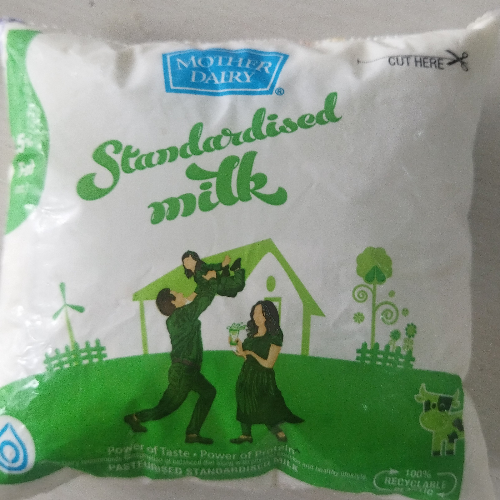 MOTHER
DAIRY
®
CUT HERE
Standardised
milk
Power of Taste • Power of Protein
PASTEURISED STANDARDISED MILK
100%
RECYCLABLE